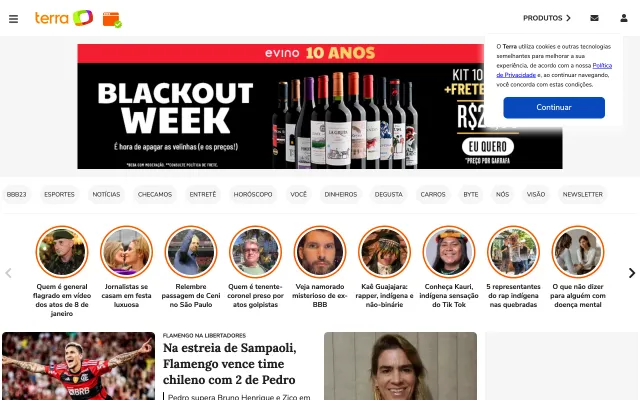 terra
PRODUTOS
O Terra utiliza cookies e outras tecnologias
semelhantes para melhorar a sua
experiência, de acordo com a nossa Política
de Privacidade e, ao continuar navegando,
você concorda com estas condições.
Continuar
evino 10 ANOS
BLACKOUT
WEEK
É hora de apagar as velinhas (e os preços!)
*BEBA COM MODERAÇÃO. **CONSULTE POLÍTICA DE FRETE.
KIT 10
+FRETE
R$2
EU QUERO
*PREÇO POR GARRAFA
BBB23
ESPORTES
NOTÍCIAS
CHECAMOS
ENTRETÊ
HORÓSCOPO
VOCÊ
DINHEIROS
DEGUSTA
CARROS
BYTE
NÓS
VISÃO
NEWSLETTER
Quem é general
flagrado em vídeo
dos atos de 8 de
janeiro
Jornalistas se
casam em festa
luxuosa
Relembre
passagem de Ceni
no São Paulo
Quem é tenente-
coronel preso por
atos golpistas
Veja namorado
misterioso de ex-
BBB
Kaê Guajajara:
rapper, indígena e
não-binárie
Conheça Kauri,
indígena sensação
do Tik Tok
5 representantes
do rap indígena
nas quebradas
O que não dizer
para alguém com
doença mental
FLAMENGO NA LIBERTADORES
Na estreia de Sampaoli,
Flamengo vence time
chileno com 2 de Pedro
Pedro supera Bruno Henrique e Zico em